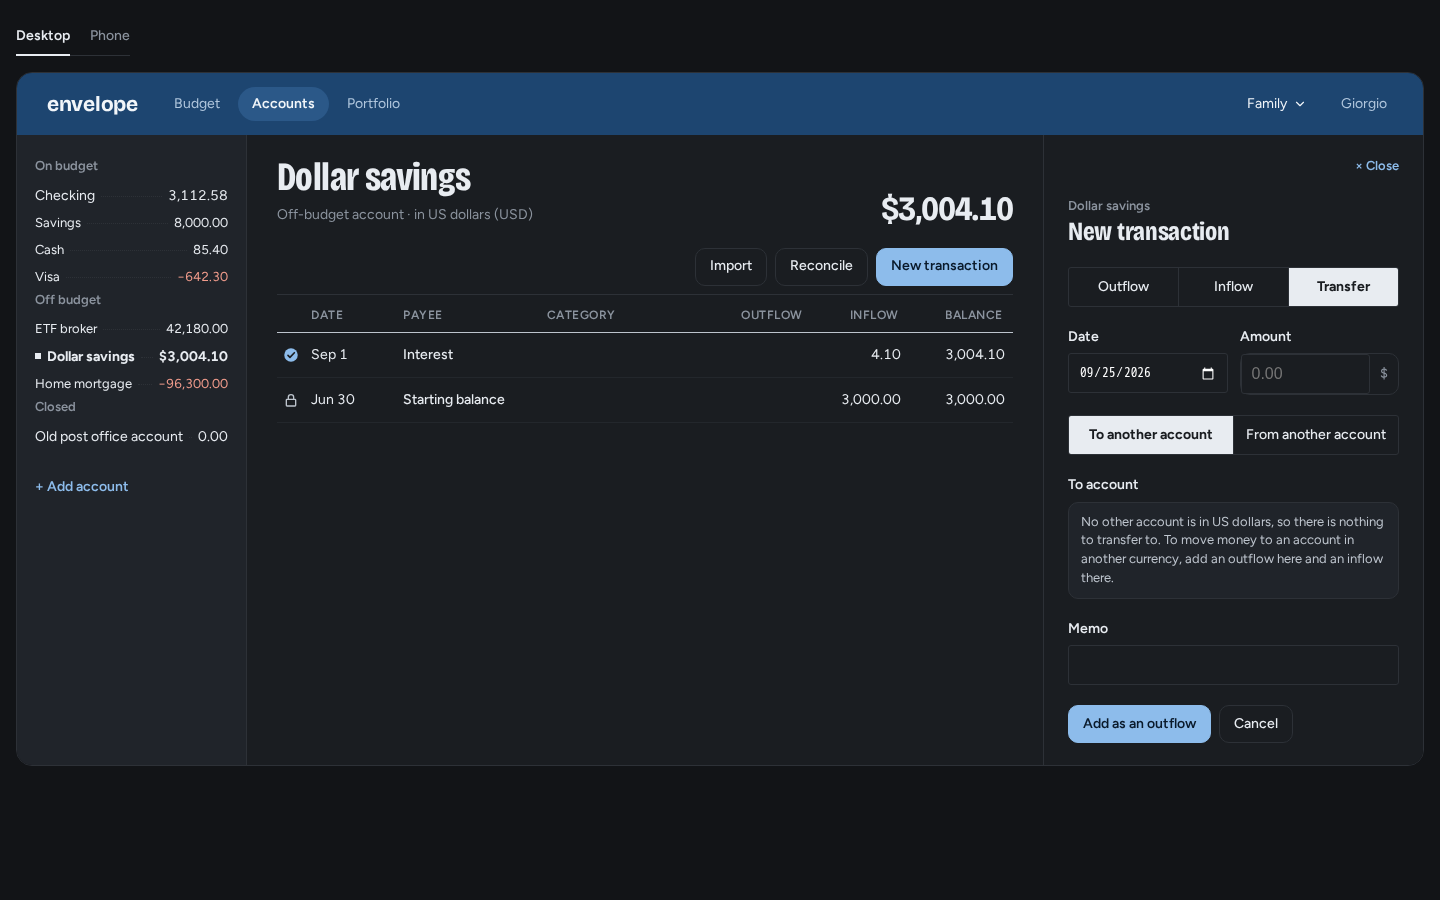 Desktop Phone
envelope Budget Accounts Portfolio Family Giorgio
On budget
Checking 3,112.58
Savings 8,000.00
Cash 85.40
Visa −642.30
Off budget
ETF broker 42,180.00
Dollar savings $3,004.10
Home mortgage −96,300.00
Closed
Old post office account 0.00
+ Add account
Dollar savings
Off-budget account · in US dollars (USD)
$3,004.10
Import Reconcile New transaction
DATE PAYEE CATEGORY OUTFLOW INFLOW BALANCE
Sep 1 Interest 4.10 3,004.10
Jun 30 Starting balance 3,000.00 3,000.00
× Close
Dollar savings
New transaction
Outflow Inflow Transfer
Date Amount
09/25/2026 0.00 $
To another account From another account
To account
No other account is in US dollars, so there is nothing
to transfer to. To move money to an account in
another currency, add an outflow here and an inflow
there.
Memo
Add as an outflow Cancel